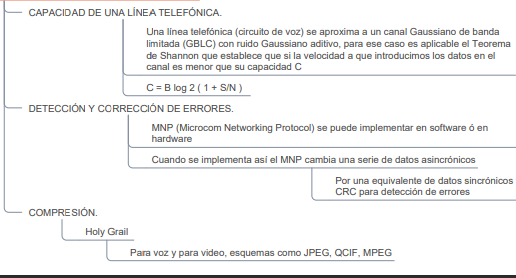 CAPACIDAD DE UNA LÍNEA TELEFÓNICA.
Una línea telefónica (circuito de voz) se aproxima a un canal Gaussiano de banda
limitada (GBLC) con ruido Gaussiano aditivo, para ese caso es aplicable el Teorema
de Shannon que establece que si la velocidad a que introducimos los datos en el
canal es menor que su capacidad C
C = B log 2 ( 1 + S/N )
DETECCIÓN Y CORRECCIÓN DE ERRORES.
MNP (Microcom Networking Protocol) se puede implementar en software ó en
hardware
Cuando se implementa así el MNP cambia una serie de datos asincrónicos
Por una equivalente de datos sincrónicos
CRC para detección de errores
COMPRESIÓN.
Holy Grail
Para voz y para video, esquemas como JPEG, QCIF, MPEG